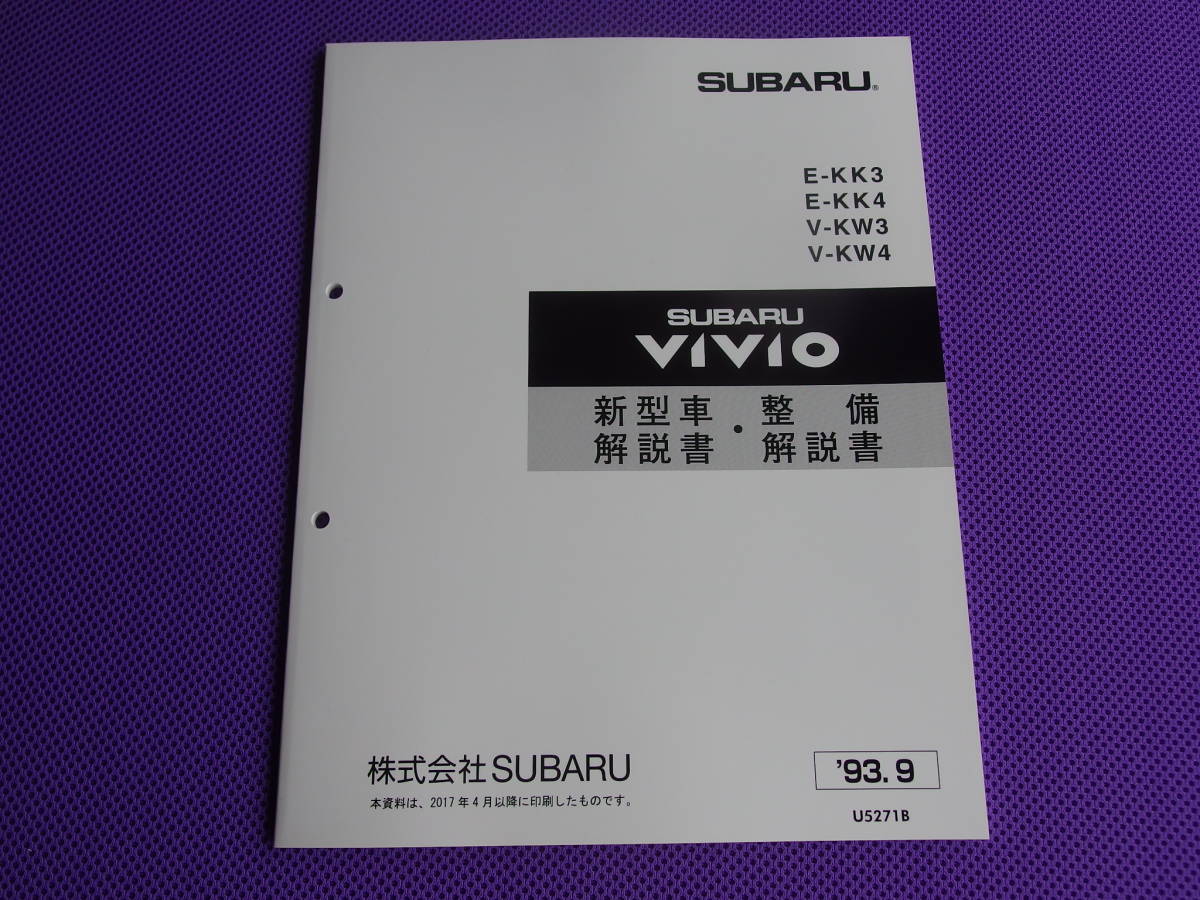 SUBARU®
E-KK3
E-KK4
V-KW3
V-KW4
SUBARU
VIVIO
新型車 ・ 整備
解説書 解説書
株式会社SUBARU
本資料は、2017年4月以降に印刷したものです。
'93.9
U5271B